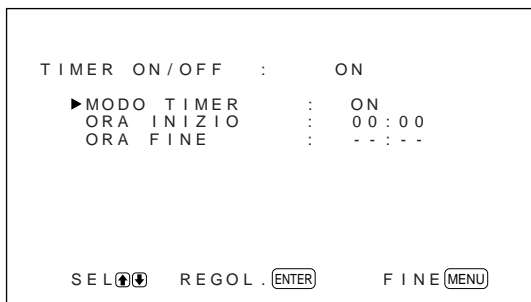 TIMER ON/OFF : ON
▶MODO TIMER : ON
ORA INIZIO : 00:00
ORA FINE : --:--
SEL↑↓ REGOL.ENTER FINE MENU